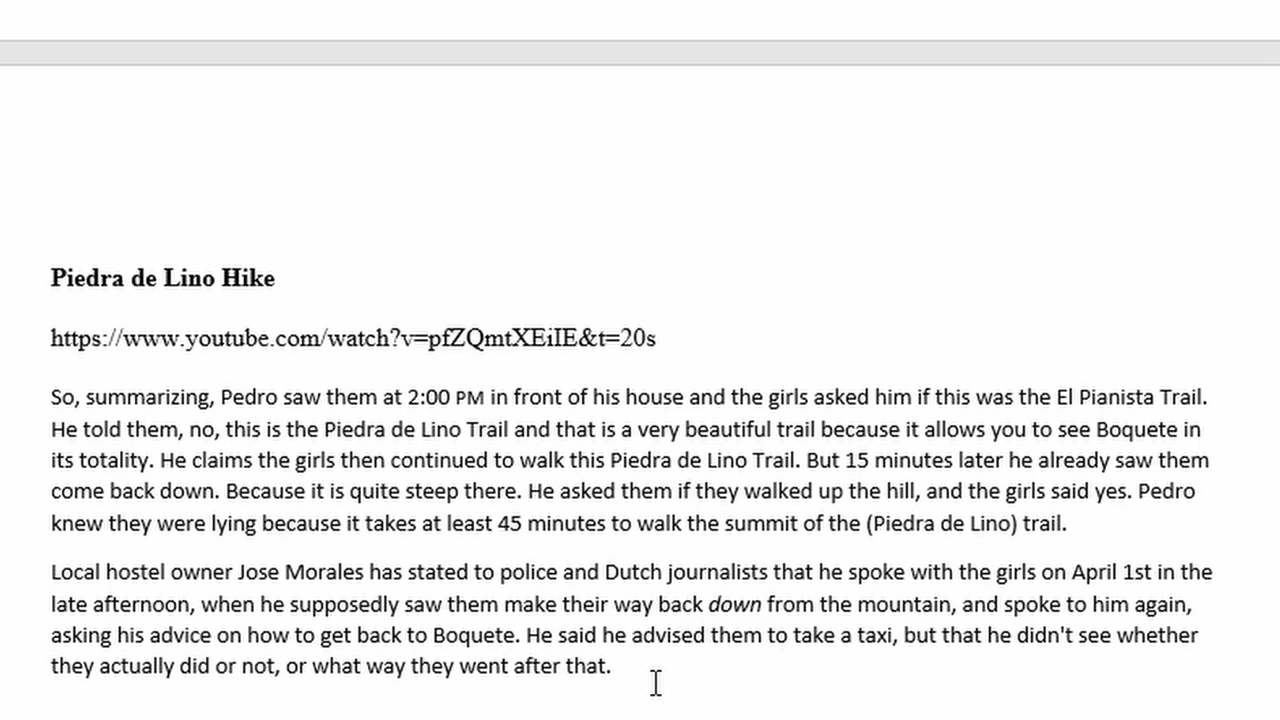 Piedra de Lino Hike
https://www.youtube.com/watch?v=pfZQmtXEiIE&t=20s
So, summarizing, Pedro saw them at 2:00 PM in front of his house and the girls asked him if this was the El Pianista Trail.
He told them, no, this is the Piedra de Lino Trail and that is a very beautiful trail because it allows you to see Boquete in
its totality. He claims the girls then continued to walk this Piedra de Lino Trail. But 15 minutes later he already saw them
come back down. Because it is quite steep there. He asked them if they walked up the hill, and the girls said yes. Pedro
knew they were lying because it takes at least 45 minutes to walk the summit of the (Piedra de Lino) trail.
Local hostel owner Jose Morales has stated to police and Dutch journalists that he spoke with the girls on April 1st in the
late afternoon, when he supposedly saw them make their way back down from the mountain, and spoke to him again,
asking his advice on how to get back to Boquete. He said he advised them to take a taxi, but that he didn't see whether
they actually did or not, or what way they went after that.